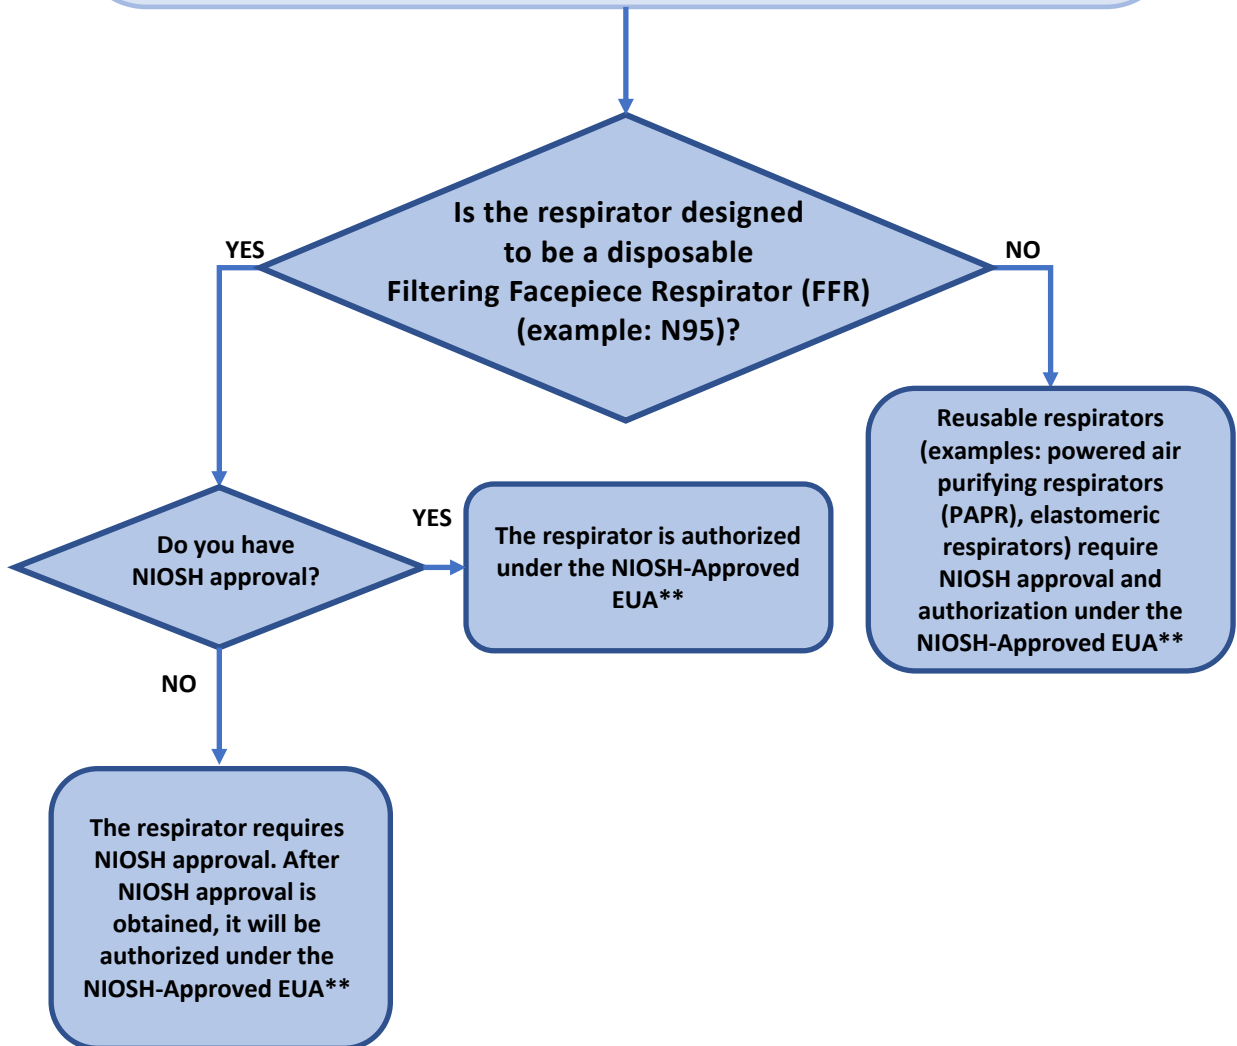 Is the respirator designed
to be a disposable
Filtering Facepiece Respirator (FFR)
(example: N95)?
YES
NO
Reusable respirators
(examples: powered air
purifying respirators
(PAPR), elastomeric
respirators) require
NIOSH approval and
authorization under the
NIOSH-Approved EUA**
Do you have
NIOSH approval?
YES
The respirator is authorized
under the NIOSH-Approved
EUA**
NO
The respirator requires
NIOSH approval. After
NIOSH approval is
obtained, it will be
authorized under the
NIOSH-Approved EUA**